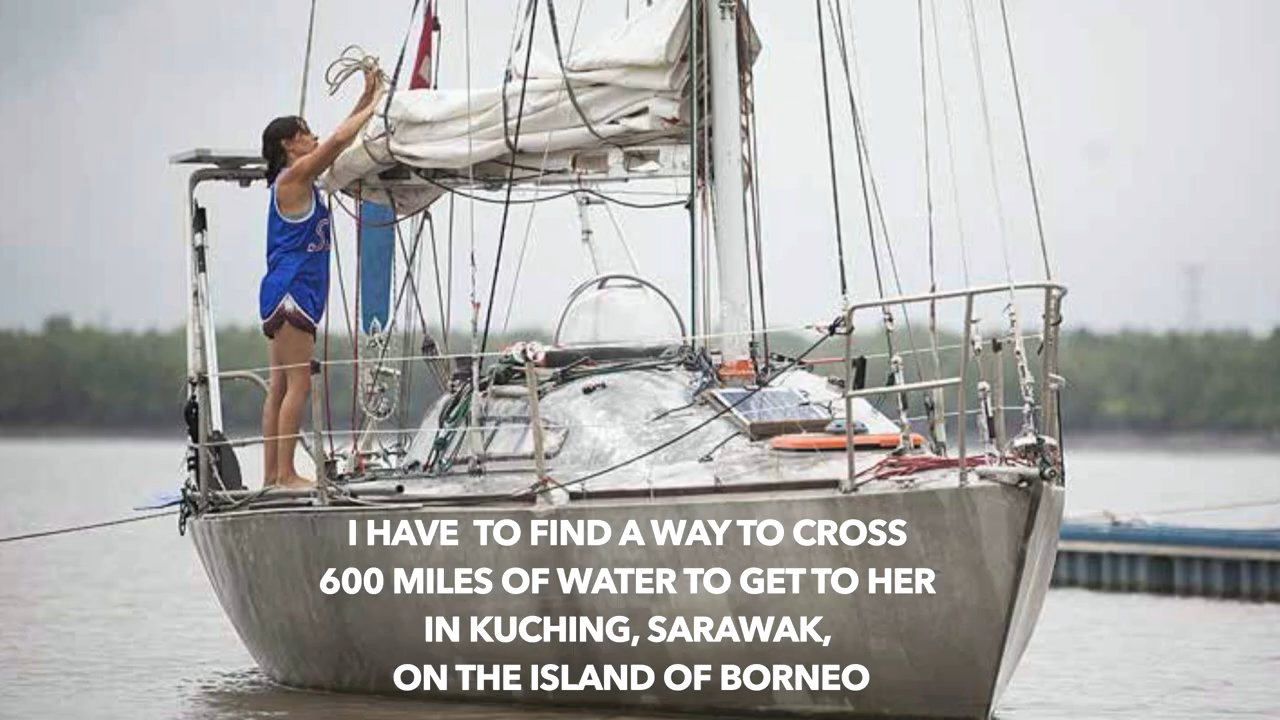 I HAVE  TO FIND A WAY TO CROSS
600 MILES OF WATER TO GET TO HER
IN KUCHING, SARAWAK,
ON THE ISLAND OF BORNEO